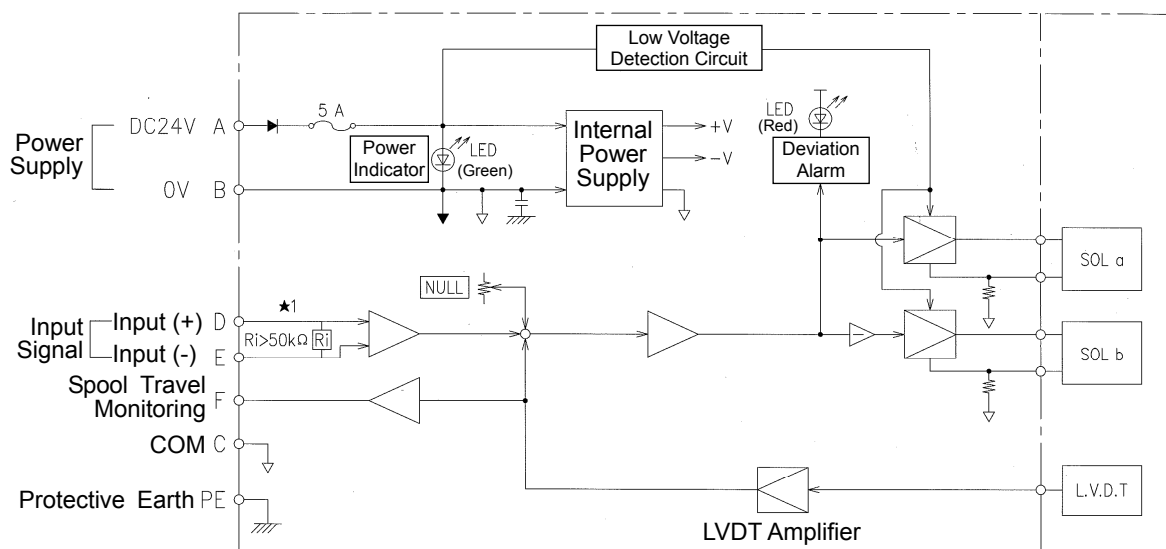 Low Voltage
Detection Circuit
5 A
LED
(Red)
Power
Supply
DC24V A
Power
Indicator
LED
(Green)
Internal
Power
Supply
+V
-V
Deviation
Alarm
0V B
SOL a
NULL
★1
Input
Signal
Input (+) D
Ri>50kΩ
Ri
Input (-) E
SOL b
Spool Travel
Monitoring F
COM C
Protective Earth PE
L.V.D.T
LVDT Amplifier